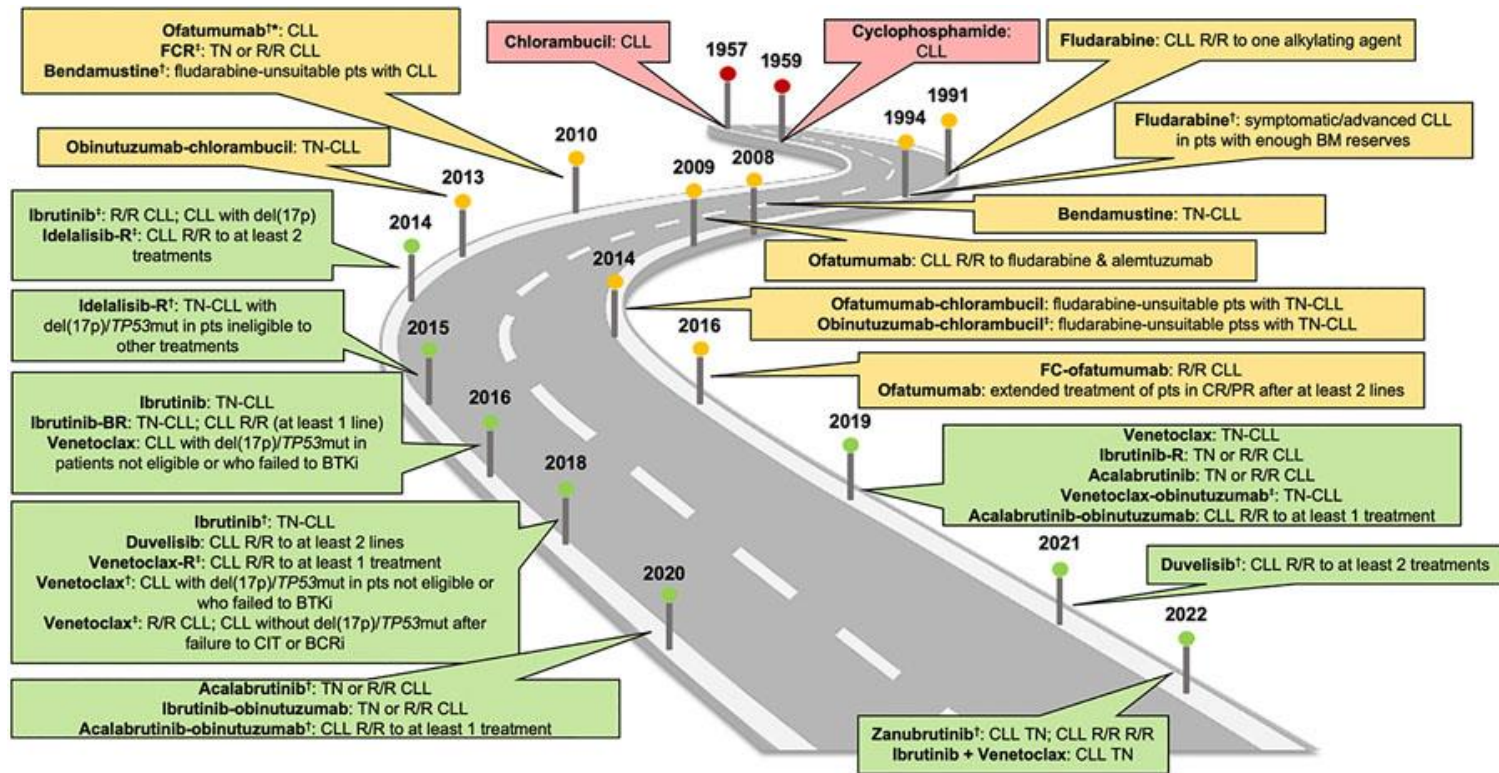 Ofatumumab†*: CLL
FCR‡: TN or R/R CLL
Bendamustine†: fludarabine-unsuitable pts with CLL
Chlorambucil: CLL
Cyclophosphamide:
CLL
Fludarabine: CLL R/R to one alkylating agent
1957
1959
1991
1994
Fludarabine†: symptomatic/advanced CLL
in pts with enough BM reserves
Obinutuzumab-chlorambucil: TN-CLL
2010
2013
2009
2008
Bendamustine: TN-CLL
Ofatumumab: CLL R/R to fludarabine & alemtuzumab
Ibrutinib‡: R/R CLL; CLL with del(17p)
Idelalisib-R‡: CLL R/R to at least 2
treatments
2014
2014
Ofatumumab-chlorambucil: fludarabine-unsuitable pts with TN-CLL
Obinutuzumab-chlorambucil‡: fludarabine-unsuitable ptss with TN-CLL
Idelalisib-R†: TN-CLL with
del(17p)/TP53mut in pts ineligible to
other treatments
2015
2016
FC-ofatumumab: R/R CLL
Ofatumumab: extended treatment of pts in CR/PR after at least 2 lines
Ibrutinib: TN-CLL
Ibrutinib-BR: TN-CLL; CLL R/R (at least 1 line)
Venetoclax: CLL with del(17p)/TP53mut in
patients not eligible or who failed to BTKi
2016
2019
Venetoclax: TN-CLL
Ibrutinib-R: TN or R/R CLL
Acalabrutinib: TN or R/R CLL
Venetoclax-obinutuzumab‡: TN-CLL
Acalabrutinib-obinutuzumab: CLL R/R to at least 1 treatment
2018
Ibrutinib†: TN-CLL
Duvelisib: CLL R/R to at least 2 lines
Venetoclax-R‡: CLL R/R to at least 1 treatment
Venetoclax†: CLL with del(17p)/TP53mut in pts not eligible or
who failed to BTKi
Venetoclax‡: R/R CLL; CLL without del(17p)/TP53mut after
failure to CIT or BCRi
2020
2021
Duvelisib†: CLL R/R to at least 2 treatments
2022
Acalabrutinib†: TN or R/R CLL
Ibrutinib-obinutuzumab: TN or R/R CLL
Acalabrutinib-obinutuzumab†: CLL R/R to at least 1 treatment
Zanubrutinib†: CLL TN; CLL R/R R/R
Ibrutinib + Venetoclax: CLL TN